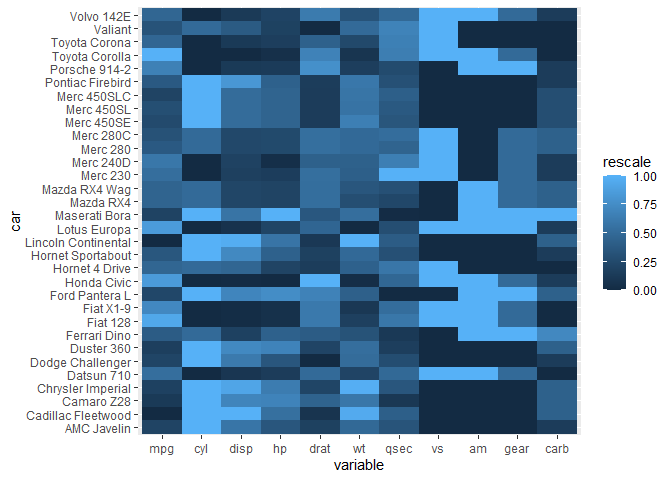 Volvo 142E
Valiant
Toyota Corona
Toyota Corolla
Porsche 914-2
Pontiac Firebird
Merc 450SLC
Merc 450SL
Merc 450SE
Merc 280C
Merc 280
Merc 240D
Merc 230
Mazda RX4 Wag
Mazda RX4
Maserati Bora
Lotus Europa
Lincoln Continental
Hornet Sportabout
Hornet 4 Drive
Honda Civic
Ford Pantera L
Fiat X1-9
Fiat 128
Ferrari Dino
Duster 360
Dodge Challenger
Datsun 710
Chrysler Imperial
Camaro Z28
Cadillac Fleetwood
AMC Javelin
car
mpg cyl disp hp drat wt qsec vs am gear carb
variable
rescale
1.00
0.75
0.50
0.25
0.00